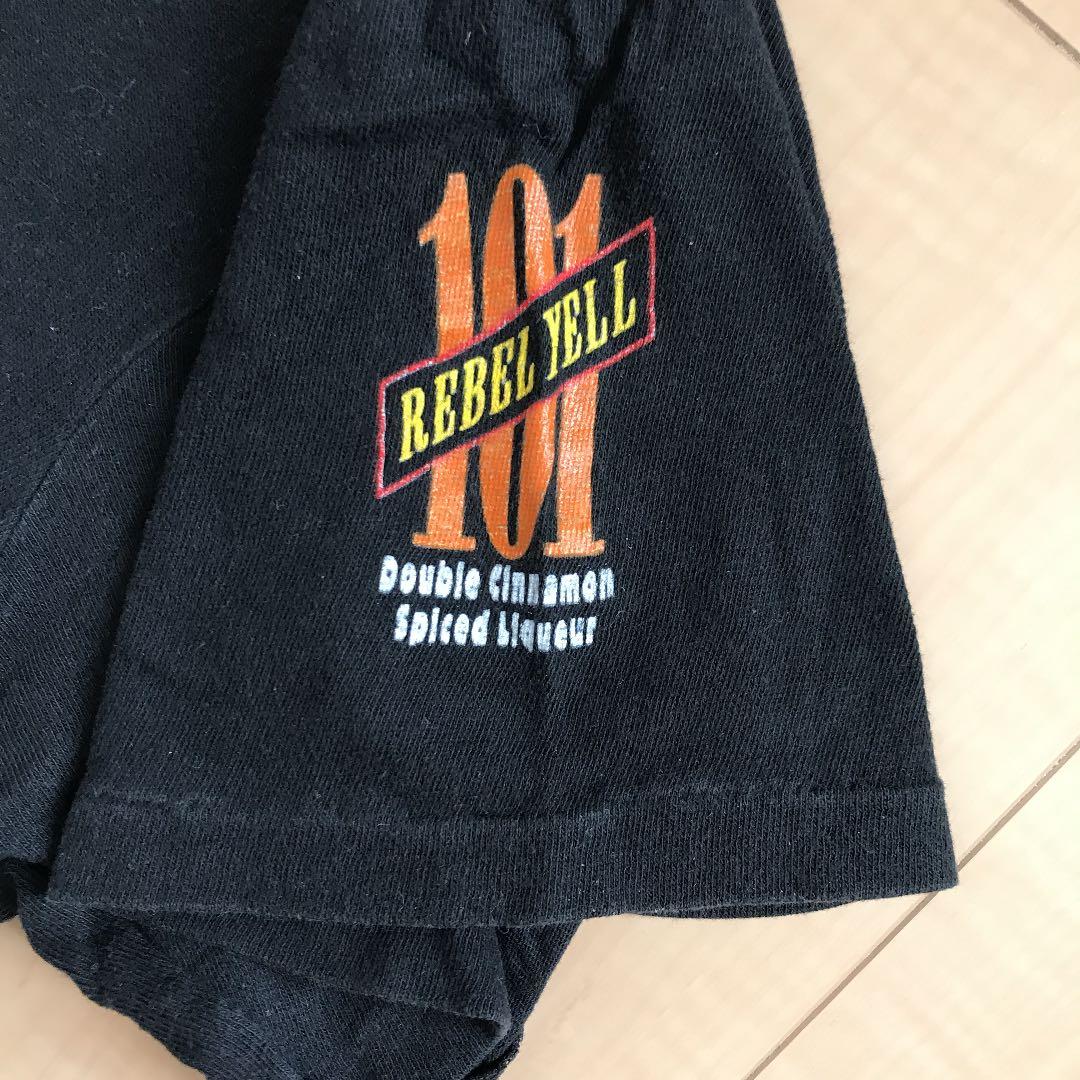 101
REBEL YELL
Double Cinnamon
Spiced Liqueur